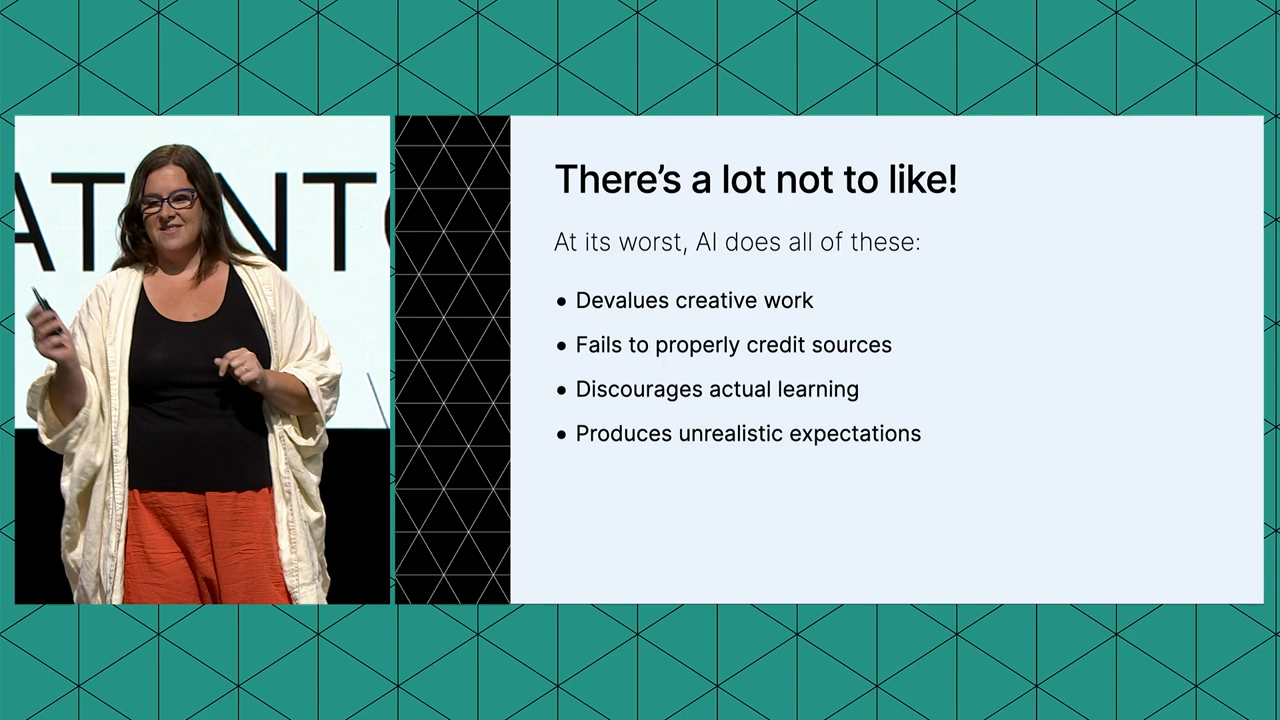 ATENT
There’s a lot not to like!
At its worst, AI does all of these:
• Devalues creative work
• Fails to properly credit sources
• Discourages actual learning
• Produces unrealistic expectations